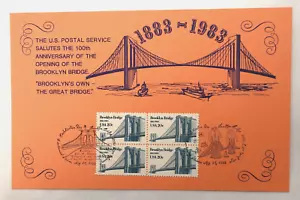 1883 1983
THE U.S. POSTAL SERVICE
SALUTES THE 100th
ANNIVERSARY OF THE
OPENING OF THE
BROOKLYN BRIDGE.
"BROOKLYN'S OWN—
THE GREAT BRIDGE."
Brooklyn Bridge
USA 20c
Brooklyn Bridge
USA 20c
Brooklyn Bridge
USA 20c
Brooklyn Bridge
USA 20c